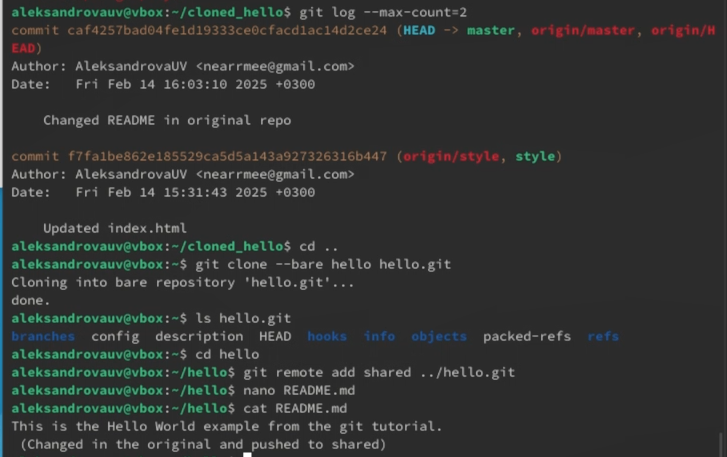 aleksandrovauv@vbox:~/cloned_hello$ git log --max-count=2
commit caf4257bad04fe1d19333ce0cfacd1ac14d2ce24 (HEAD -> master, origin/master, origin/H
EAD)
Author: AleksandrovaUV <nearrmee@gmail.com>
Date:   Fri Feb 14 16:03:10 2025 +0300
    Changed README in original repo
commit f7fa1be862e185529ca5d5a143a927326316b447 (origin/style, style)
Author: AleksandrovaUV <nearrmee@gmail.com>
Date:   Fri Feb 14 15:31:43 2025 +0300
    Updated index.html
aleksandrovauv@vbox:~/cloned_hello$ cd ..
aleksandrovauv@vbox:~$ git clone --bare hello hello.git
Cloning into bare repository 'hello.git'...
done.
aleksandrovauv@vbox:~$ ls hello.git
branches  config  description  HEAD  hooks  info  objects  packed-refs  refs
aleksandrovauv@vbox:~$ cd hello
aleksandrovauv@vbox:~/hello$ git remote add shared ../hello.git
aleksandrovauv@vbox:~/hello$ nano README.md
aleksandrovauv@vbox:~/hello$ cat README.md
This is the Hello World example from the git tutorial.
 (Changed in the original and pushed to shared)